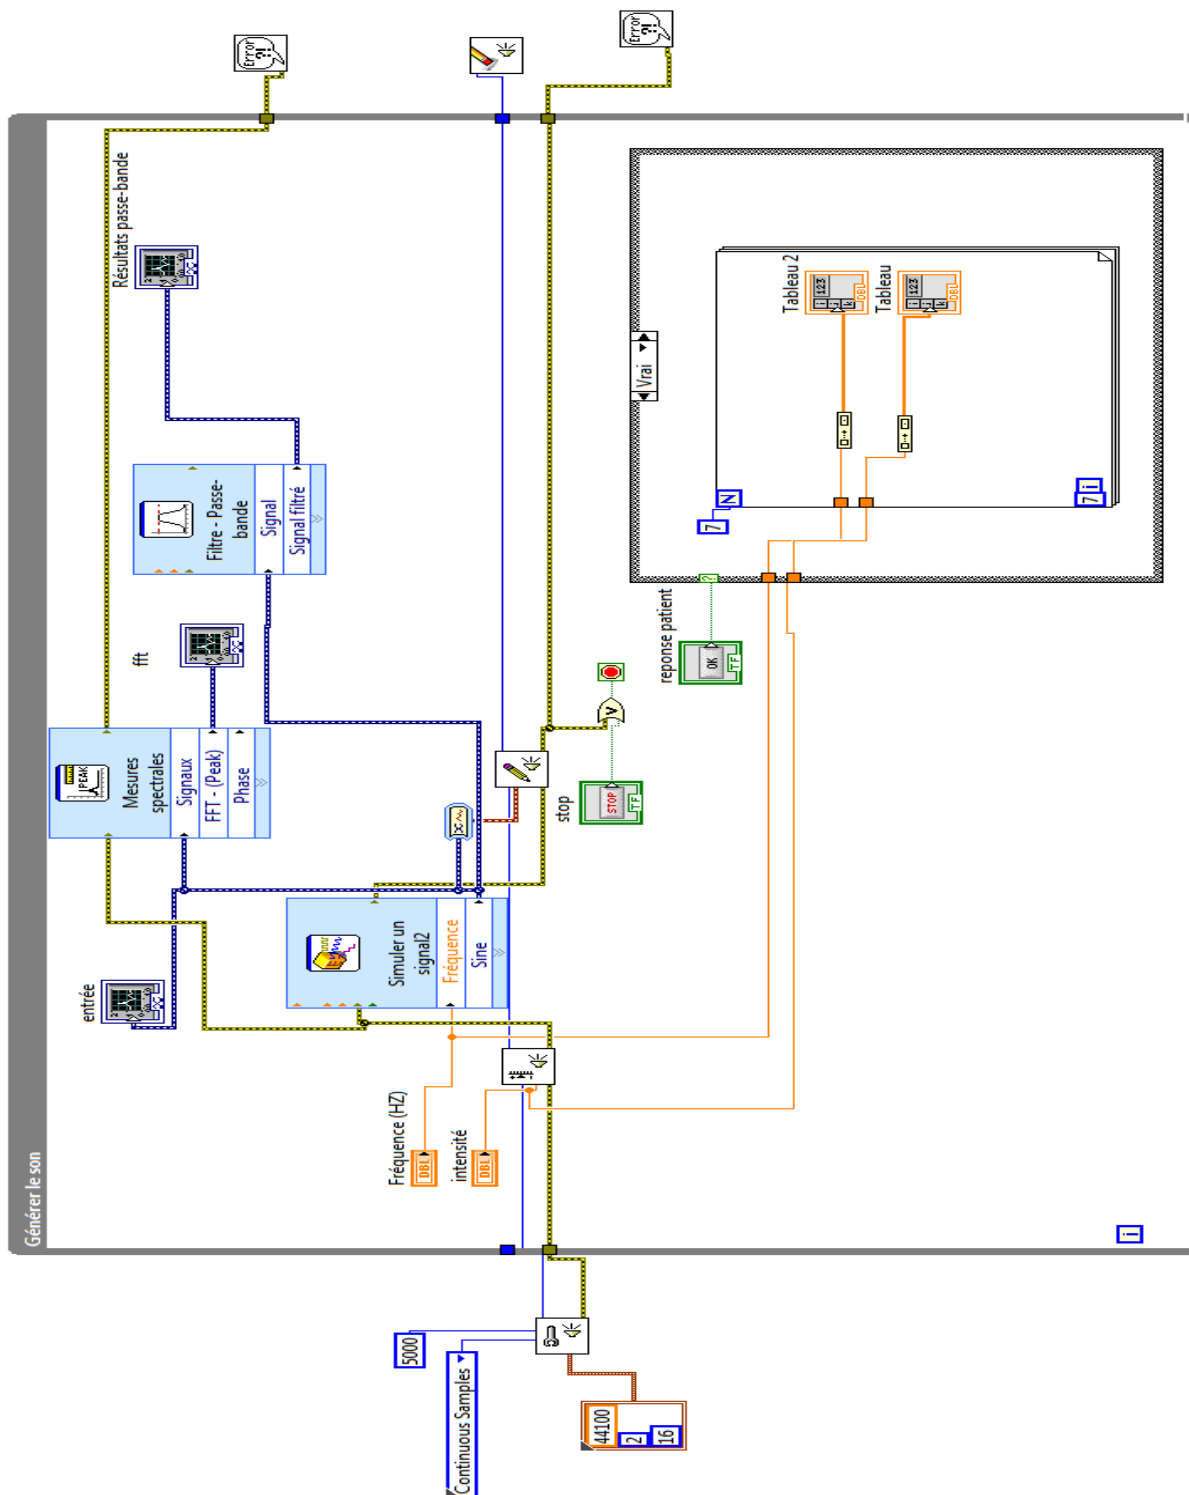 Générer le son
5000
Continuous Samples
44100
2
16
Fréquence (HZ)
DBL
intensité
DBL
entrée
Simuler un
signal2
Fréquence
Sine
PEAK
Mesures
spectrales
Signaux
FFT - (Peak)
Phase
fft
Filtre - Passe-
bande
Signal
Signal filtré
Résultats passe-bande
Error
?!
Error
?!
stop
STOP
TF
V
reponse patient
OK
TF
?
Vrai
7
N
7
i
Tableau 2
123
DBL
Tableau
123
DBL
i